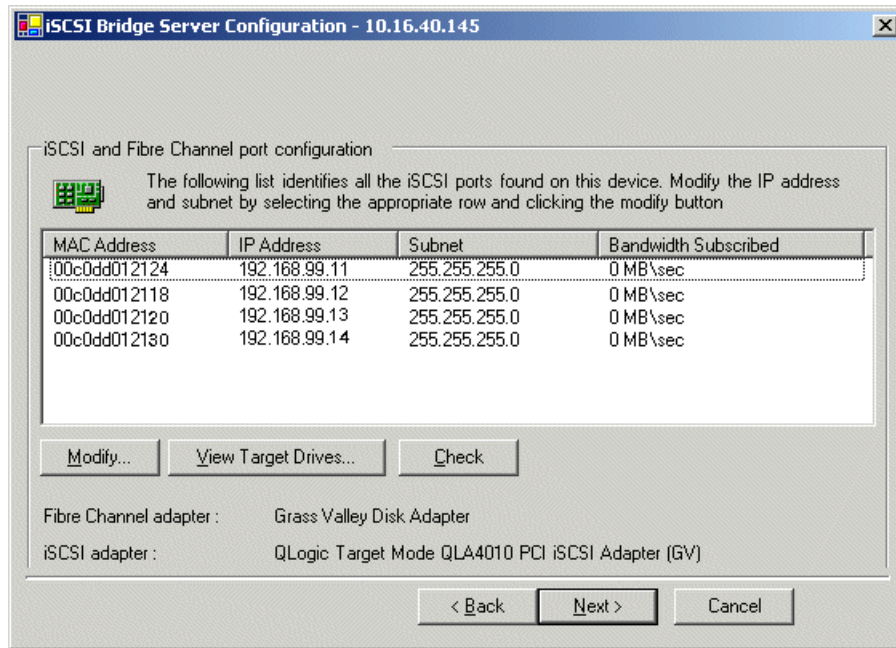 iSCSI Bridge Server Configuration - 10.16.40.145
iSCSI and Fibre Channel port configuration
The following list identifies all the iSCSI ports found on this device. Modify the IP address
and subnet by selecting the appropriate row and clicking the modify button
MAC Address IP Address Subnet Bandwidth Subscribed
00c0dd012124 192.168.99.11 255.255.255.0 0 MB\sec
00c0dd012118 192.168.99.12 255.255.255.0 0 MB\sec
00c0dd012120 192.168.99.13 255.255.255.0 0 MB\sec
00c0dd012130 192.168.99.14 255.255.255.0 0 MB\sec
Modify... View Target Drives... Check
Fibre Channel adapter : Grass Valley Disk Adapter
iSCSI adapter : QLogic Target Mode QLA4010 PCI iSCSI Adapter (GV)
< Back Next > Cancel